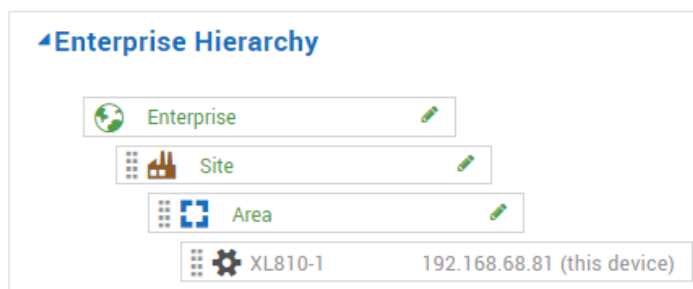 Enterprise Hierarchy
Enterprise
Site
Area
XL810-1 192.168.68.81 (this device)